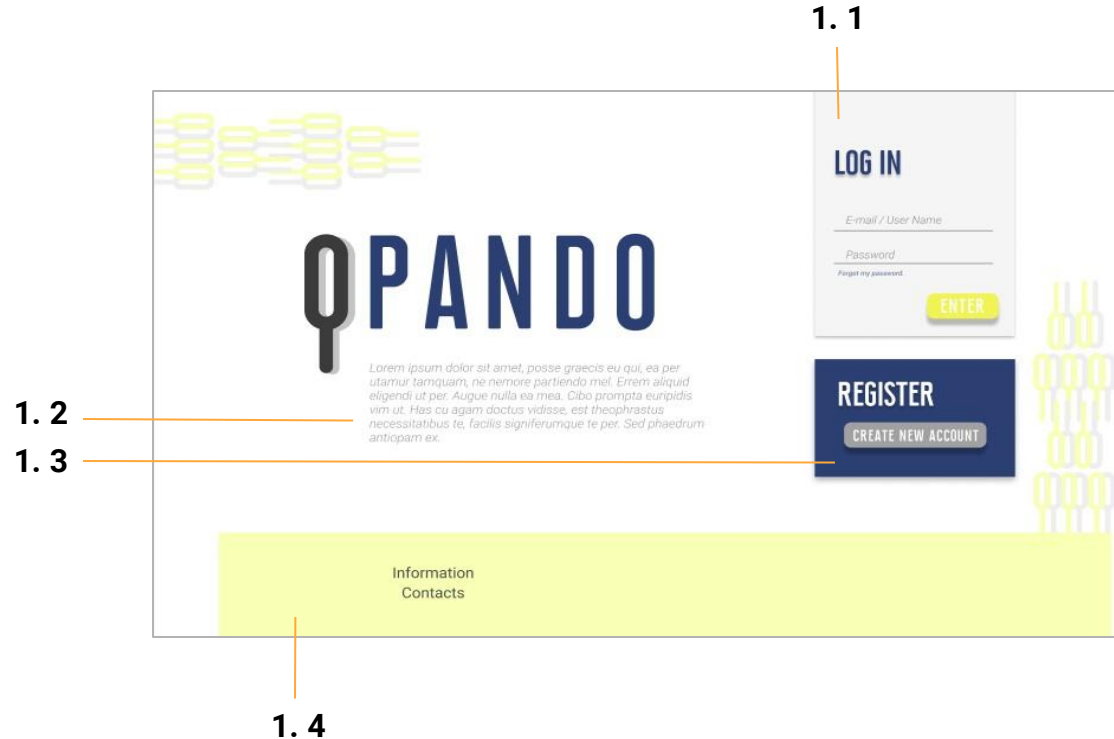 1. 1
LOG IN
E-mail / User Name
Password
Forgot my password.
ENTER
PANDO
Lorem ipsum dolor sit amet, posse graecis eu qui, ea per
utamur tamquam, ne nemore partiendo mel. Errem aliquid
eligendi ut per. Augue nulla ea mea. Cibo prompta euripidis
vim ut. Has cu agam doctus vidisse, est theophrastus
necessitatibus te, facilis signiferumque te per. Sed phaedrum
antiopam ex.
REGISTER
CREATE NEW ACCOUNT
1. 2
1. 3
Information
Contacts
1. 4